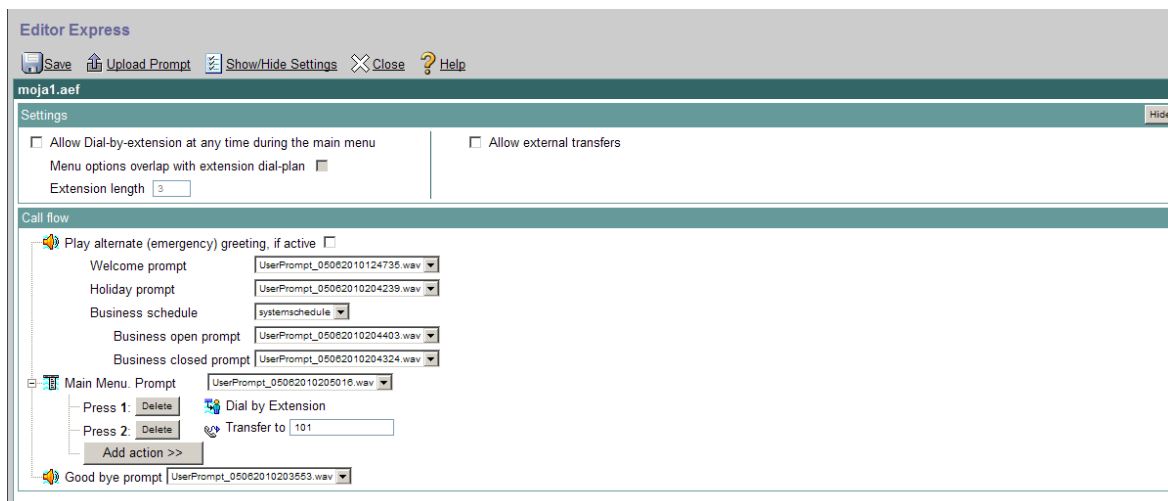 Editor Express
Save Upload Prompt Show/Hide Settings Close Help
moja1.aef
Settings Hide
Allow Dial-by-extension at any time during the main menu Allow external transfers
Menu options overlap with extension dial-plan
Extension length 3
Call flow
Play alternate (emergency) greeting, if active
Welcome prompt UserPrompt_05062010124735.wav
Holiday prompt UserPrompt_05062010204239.wav
Business schedule systemschedule
Business open prompt UserPrompt_05062010204403.wav
Business closed prompt UserPrompt_05062010204324.wav
Main Menu. Prompt UserPrompt_05062010205016.wav
Press 1: Delete Dial by Extension
Press 2: Delete Transfer to 101
Add action >>
Good bye prompt UserPrompt_05062010203553.wav